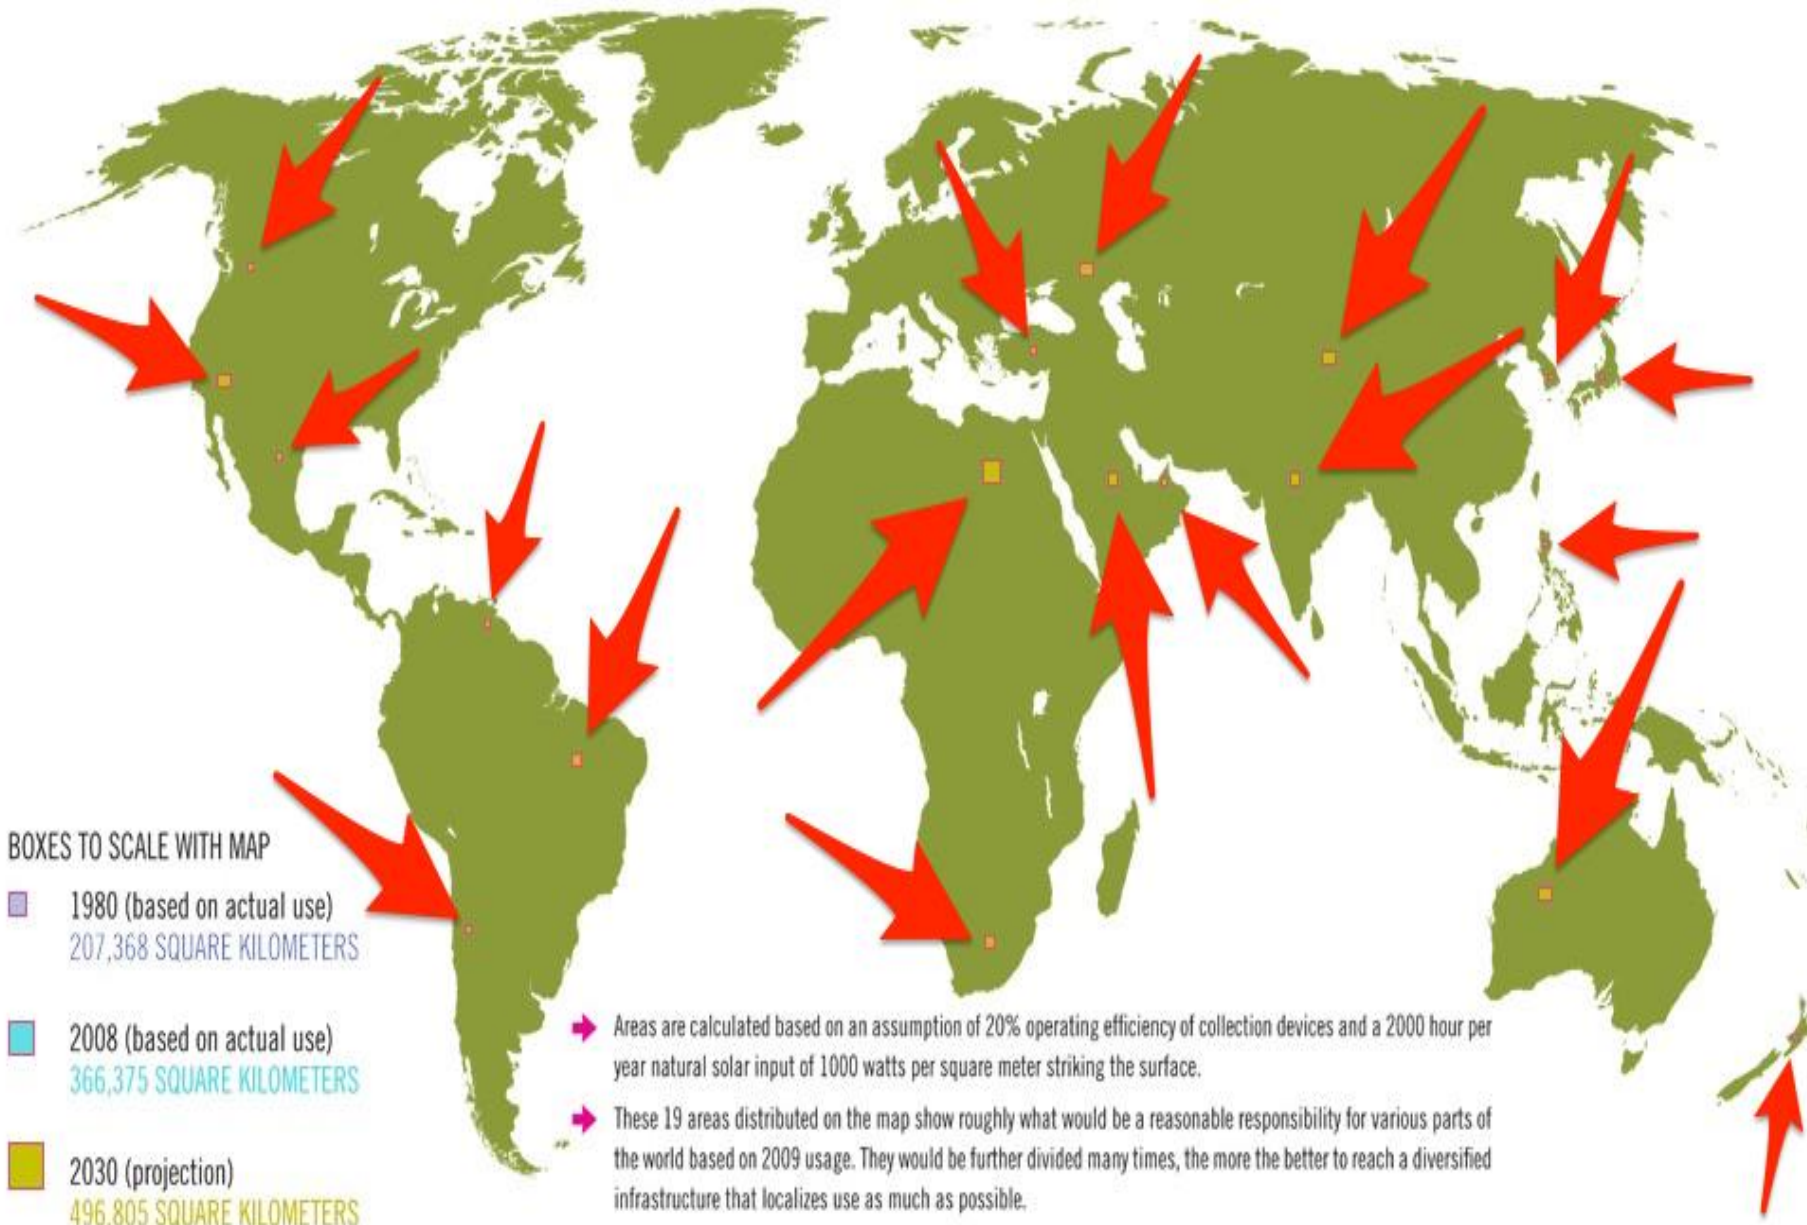 BOXES TO SCALE WITH MAP
1980 (based on actual use)
207,368 SQUARE KILOMETERS
2008 (based on actual use)
366,375 SQUARE KILOMETERS
2030 (projection)
496,805 SQUARE KILOMETERS
Areas are calculated based on an assumption of 20% operating efficiency of collection devices and a 2000 hour per
year natural solar input of 1000 watts per square meter striking the surface.
These 19 areas distributed on the map show roughly what would be a reasonable responsibility for various parts of
the world based on 2009 usage. They would be further divided many times, the more the better to reach a diversified
infrastructure that localizes use as much as possible.